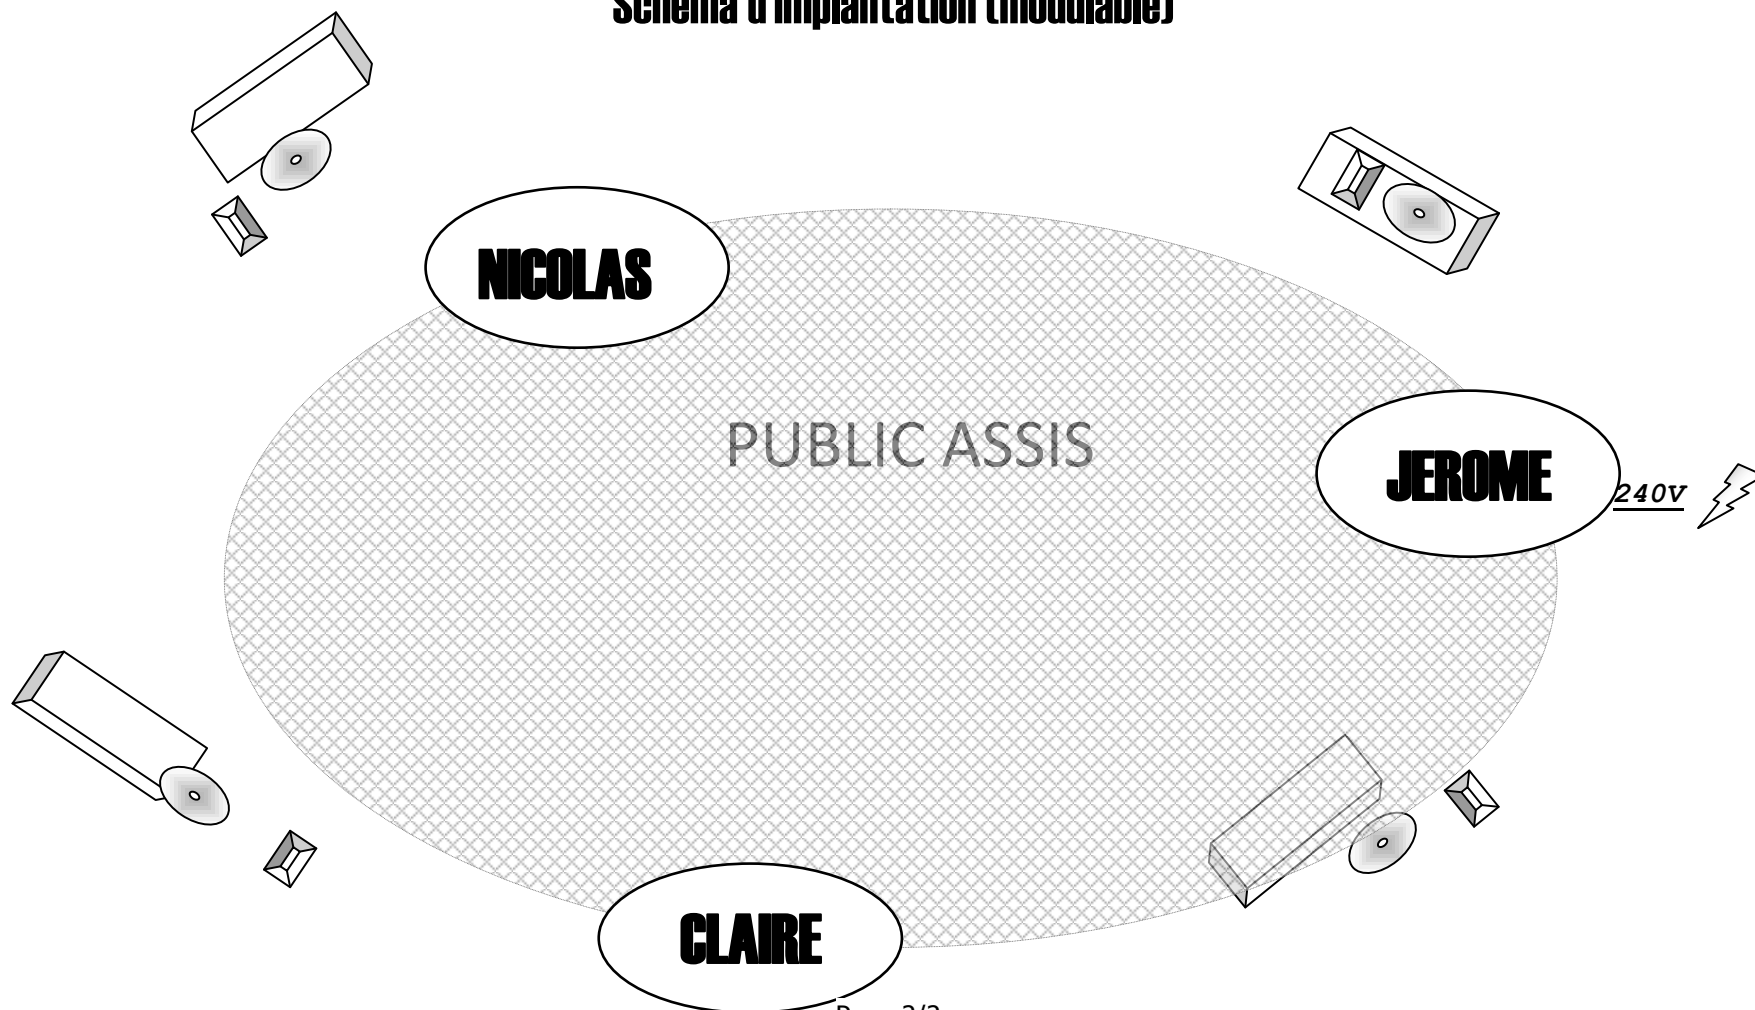 Schéma d'implantation (modulable)
NICOLAS
PUBLIC ASSIS
JEROME
240V
CLAIRE